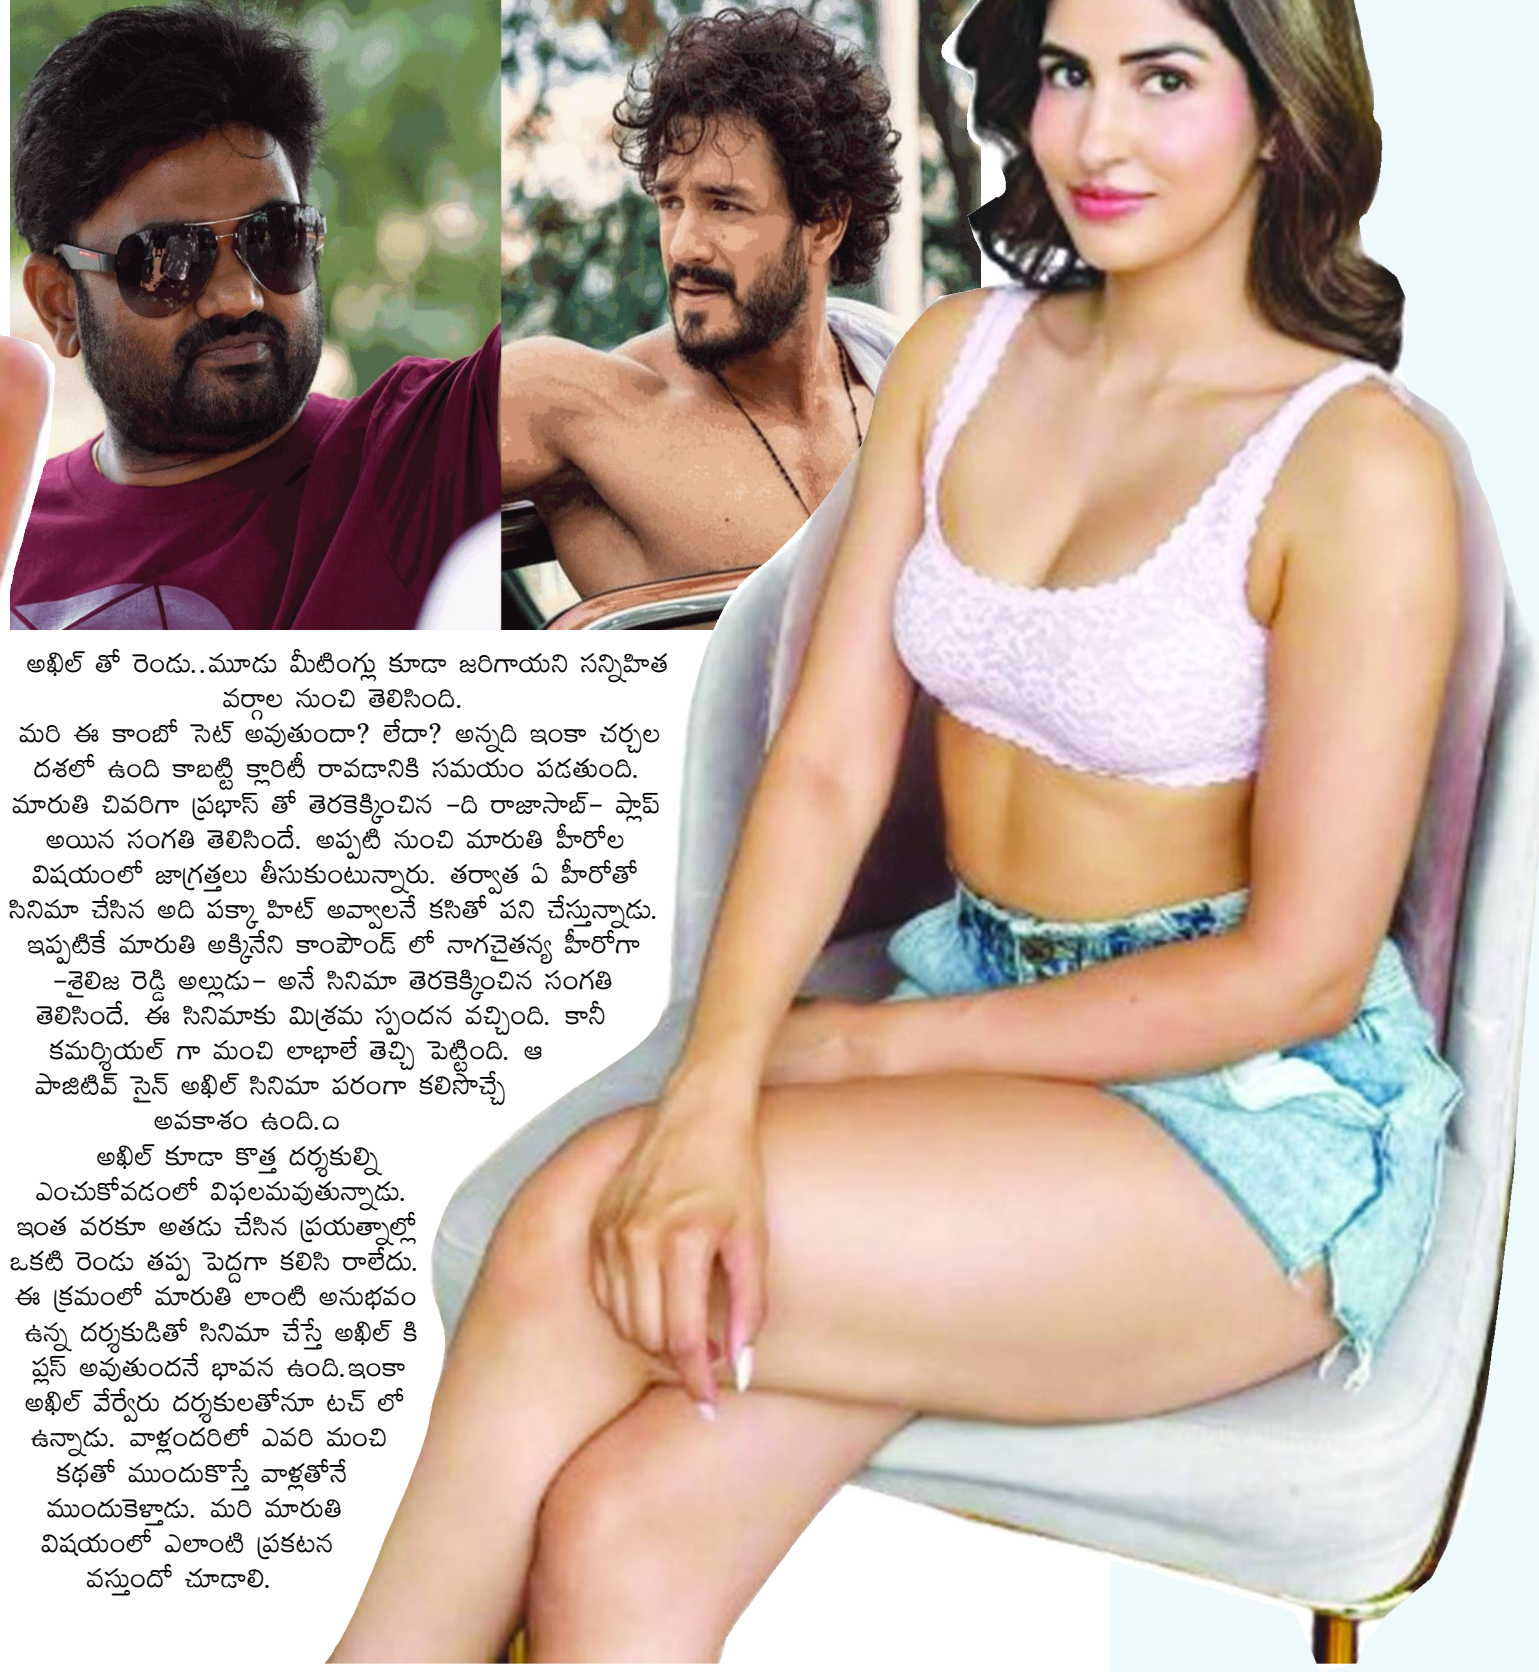 అఖిల్ తో రెండు..మూడు మీటింగ్లు కూడా జరిగాయని సన్నిహిత
వర్గాల నుంచి తెలిసింది.
మరి ఈ కాంబో సెట్ అవుతుందా? లేదా? అన్నది ఇంకా చర్చల
దశలో ఉంది కాబట్టి క్లారిటీ రావడానికి సమయం పడతుంది.
మారుతి చివరిగా ప్రభాస్ తో తెరకెక్కించిన -ది రాజాసాబ్- ప్లాప్
అయిన సంగతి తెలిసిందే. అప్పటి నుంచి మారుతి హీరోల
విషయంలో జాగ్రత్తలు తీసుకుంటున్నారు. తర్వాత ఏ హీరోతో
సినిమా చేసిన అది పక్కా హిట్ అవ్వాలనే కసితో పని చేస్తున్నాడు.
ఇప్పటికే మారుతి అక్కినేని కాంపౌండ్ లో నాగచైతన్య హీరోగా
-శైలిజ రెడ్డి అల్లుడు- అనే సినిమా తెరకెక్కించిన సంగతి
తెలిసిందే. ఈ సినిమాకు మిశ్రమ స్పందన వచ్చింది. కానీ
కమర్శియల్ గా మంచి లాభాలే తెచ్చి పెట్టింది. ఆ
పాజిటివ్ సైన్ అఖిల్ సినిమా పరంగా కలిసొచ్చే
అవకాశం ఉంది.ది
అఖిల్ కూడా కొత్త దర్శకుల్ని
ఎంచుకోవడంలో విఫలమవుతున్నాడు.
ఇంత వరకూ అతడు చేసిన ప్రయత్నాల్లో
ఒకటి రెండు తప్ప పెద్దగా కలిసి రాలేదు.
ఈ క్రమంలో మారుతి లాంటి అనుభవం
ఉన్న దర్శకుడితో సినిమా చేస్తే అఖిల్ కి
ప్లస్ అవుతుందనే భావన ఉంది.ఇంకా
అఖిల్ వేర్వేరు దర్శకులతోనూ టచ్ లో
ఉన్నాడు. వాళ్లందరిలో ఎవరి మంచి
కథతో ముందుకొస్తే వాళ్లతోనే
ముందుకెళ్తాడు. మరి మారుతి
విషయంలో ఎలాంటి ప్రకటన
వస్తుందో చూడాలి.